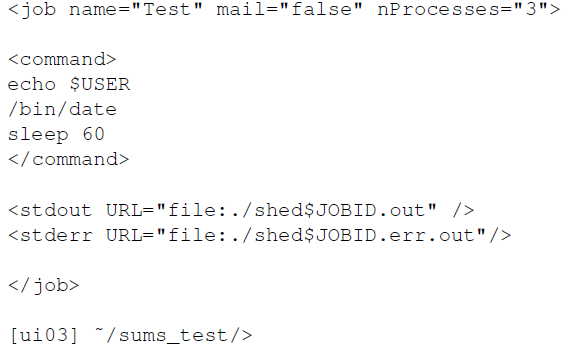 <job name="Test" mail="false" nProcesses="3">
<command>
echo $USER
/bin/date
sleep 60
</command>
<stdout URL="file:./shed$JOBID.out" />
<stderr URL="file:./shed$JOBID.err.out"/>
</job>
[ui03] ~/sums_test/>